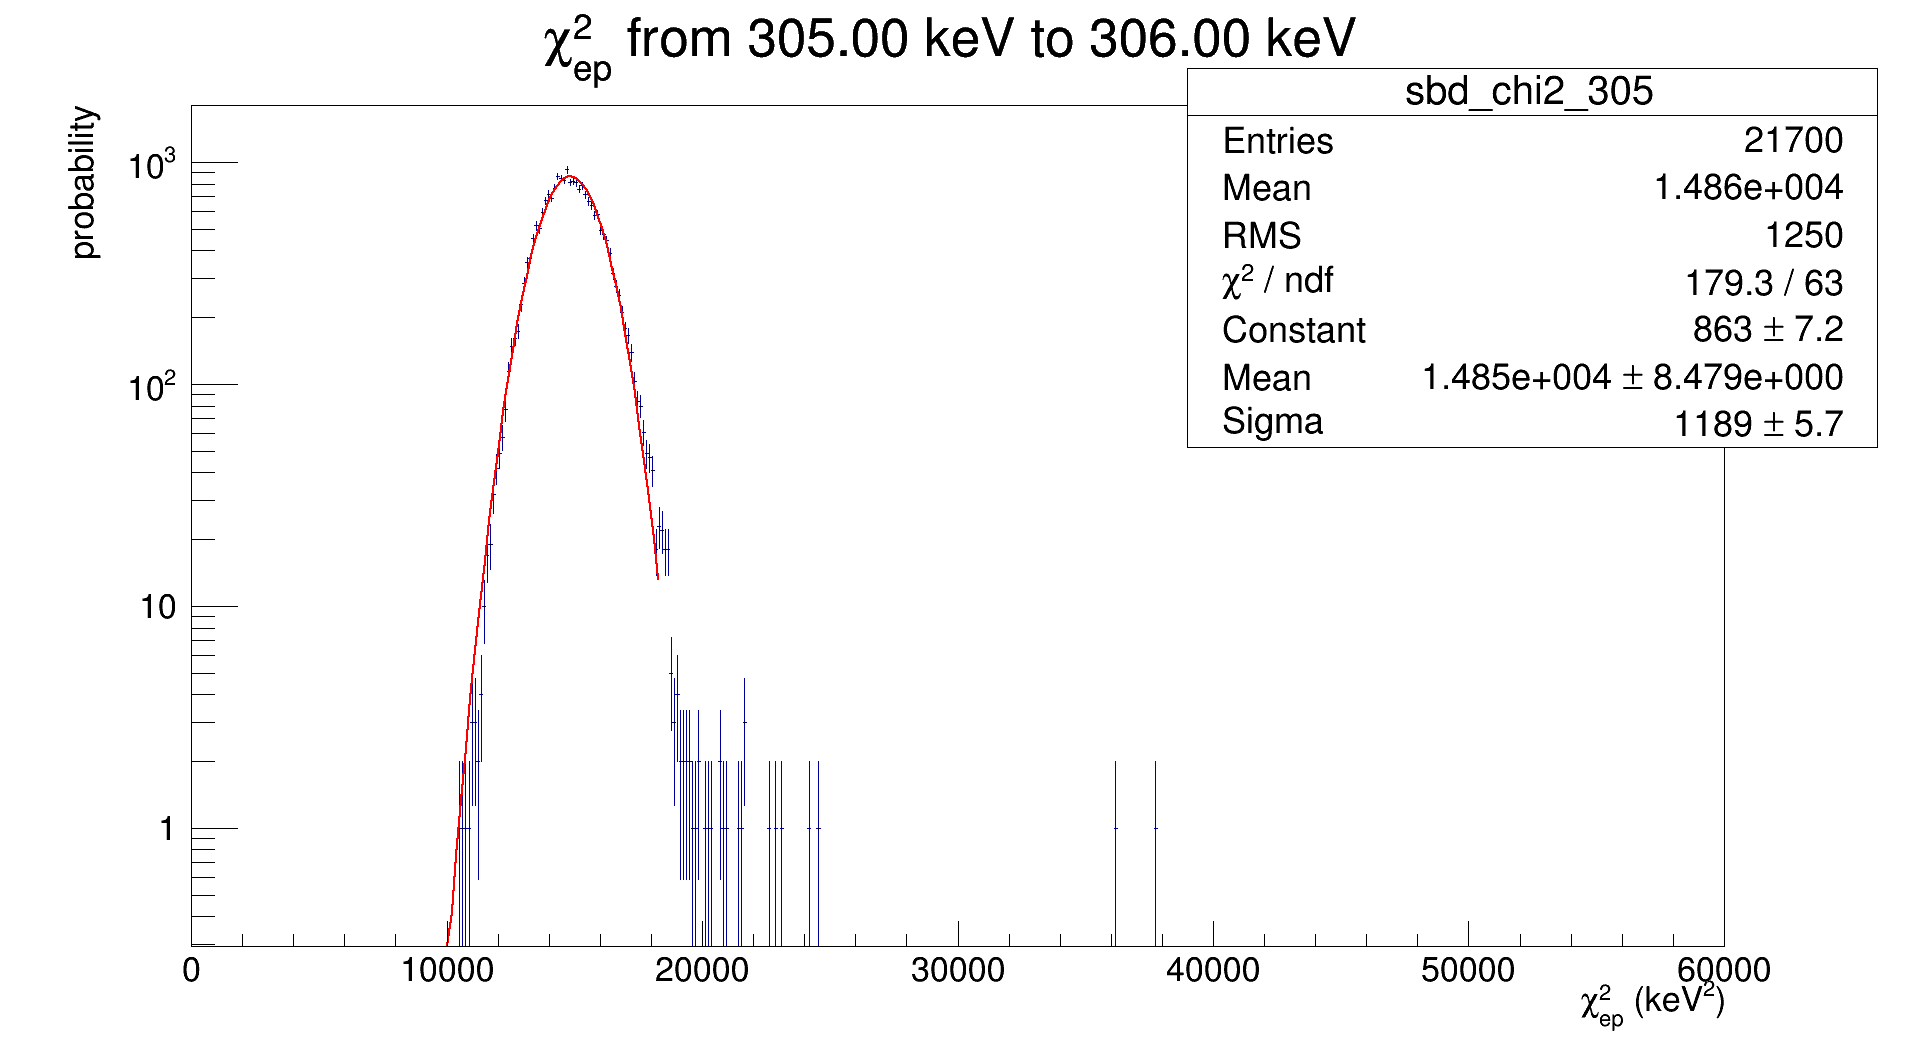 χ²ep from 305.00 keV to 306.00 keV
sbd_chi2_305
Entries 21700
Mean 1.486e+004
RMS 1250
χ² / ndf 179.3 / 63
Constant 863 ± 7.2
Mean 1.485e+004 ± 8.479e+000
Sigma 1189 ± 5.7
probability
10³
10²
10
1
0 10000 20000 30000 40000 50000 60000
χ²ep (keV²)